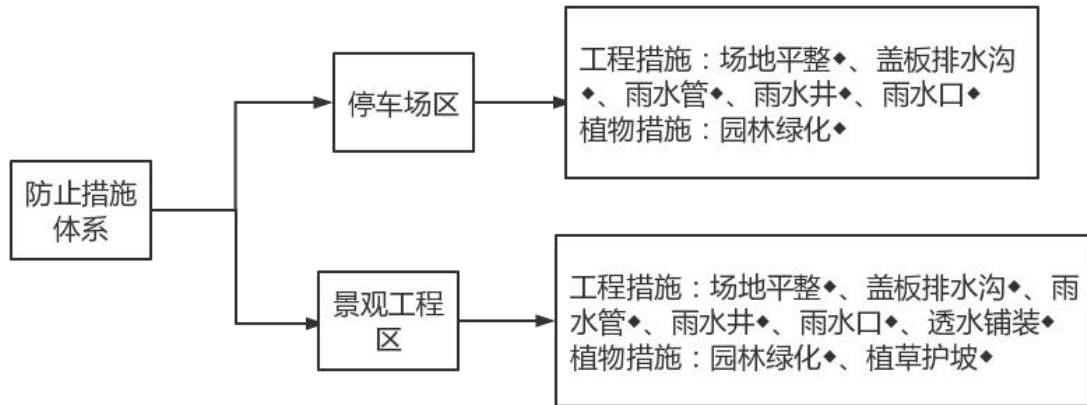 防止措施
体系
停车场区
工程措施：场地平整◆、盖板排水沟
◆、雨水管◆、雨水井◆、雨水口◆
植物措施：园林绿化◆
景观工程
区
工程措施：场地平整◆、盖板排水沟◆、雨
水管◆、雨水井◆、雨水口◆、透水铺装◆
植物措施：园林绿化◆、植草护坡◆